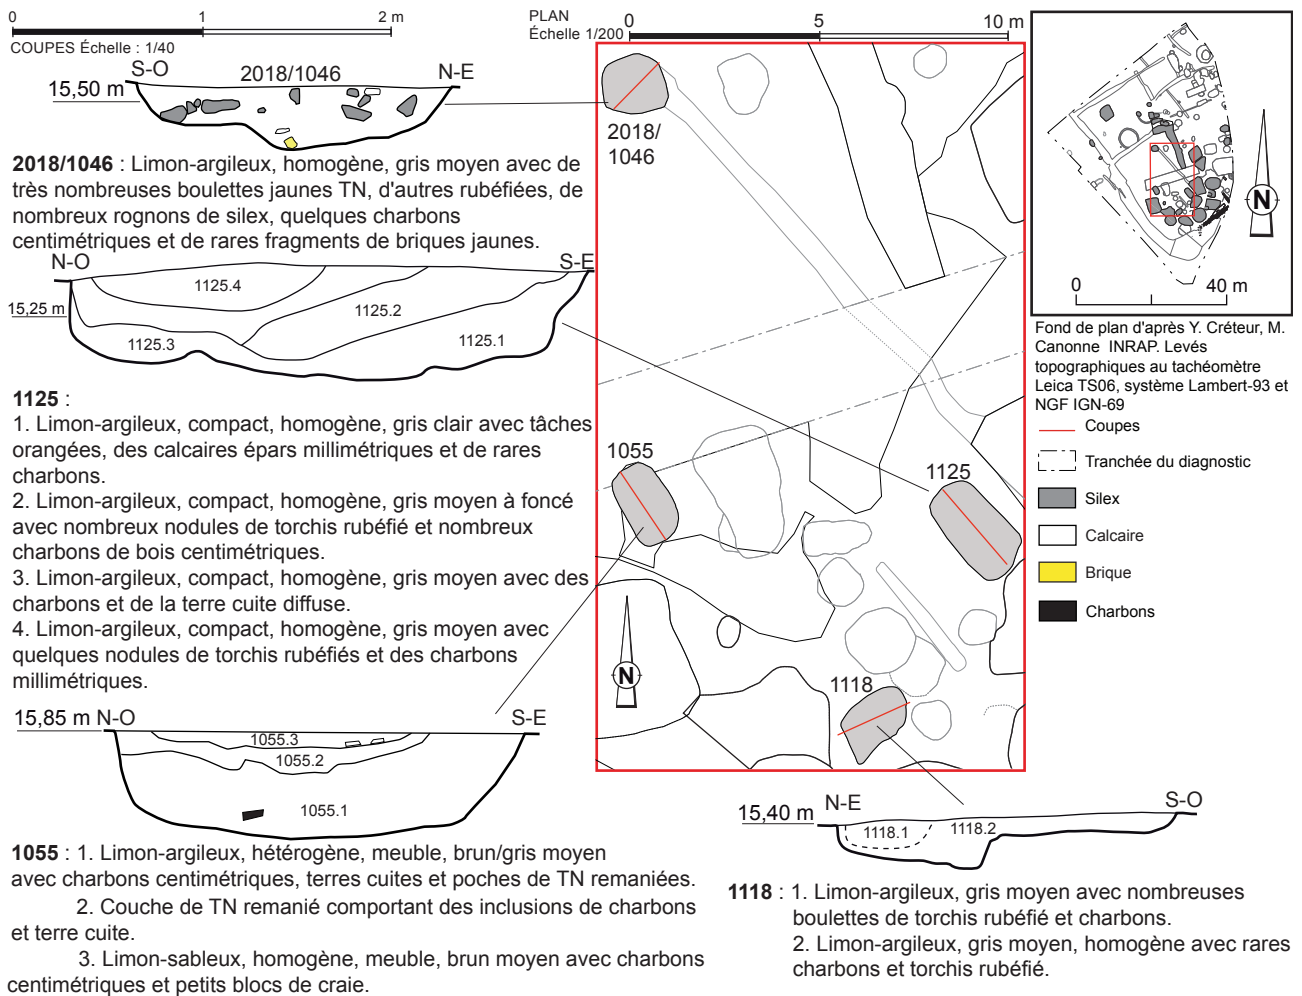 0 1 2 m
COUPES Échelle : 1/40
PLAN
Échelle 1/200
0 5 10 m
S-O 2018/1046 N-E
15,50 m
2018/1046 : Limon-argileux, homogène, gris moyen avec de
très nombreuses boulettes jaunes TN, d'autres rubéfiées, de
nombreux rognons de silex, quelques charbons
centimétriques et de rares fragments de briques jaunes.
N-O S-E
1125.4
1125.2
15,25 m
1125.3
1125.1
1125 :
1. Limon-argileux, compact, homogène, gris clair avec tâches
orangées, des calcaires épars millimétriques et de rares
charbons.
2. Limon-argileux, compact, homogène, gris moyen à foncé
avec nombreux nodules de torchis rubéfié et nombreux
charbons de bois centimétriques.
3. Limon-argileux, compact, homogène, gris moyen avec des
charbons et de la terre cuite diffuse.
4. Limon-argileux, compact, homogène, gris moyen avec
quelques nodules de torchis rubéfiés et des charbons
millimétriques.
15,85 m N-O S-E
1055.3
1055.2
1055.1
1055 : 1. Limon-argileux, hétérogène, meuble, brun/gris moyen
avec charbons centimétriques, terres cuites et poches de TN remaniées.
2. Couche de TN remanié comportant des inclusions de charbons
et terre cuite.
3. Limon-sableux, homogène, meuble, brun moyen avec charbons
centimétriques et petits blocs de craie.
2018/
1046
1055
1125
1118
N
N
0 40 m
Fond de plan d'après Y. Créteur, M.
Canonne INRAP. Levés
topographiques au tachéomètre
Leica TS06, système Lambert-93 et
NGF IGN-69
Coupes
Tranchée du diagnostic
Silex
Calcaire
Brique
Charbons
15,40 m N-E S-O
1118.1 1118.2
1118 : 1. Limon-argileux, gris moyen avec nombreuses
boulettes de torchis rubéfié et charbons.
2. Limon-argileux, gris moyen, homogène avec rares
charbons et torchis rubéfié.